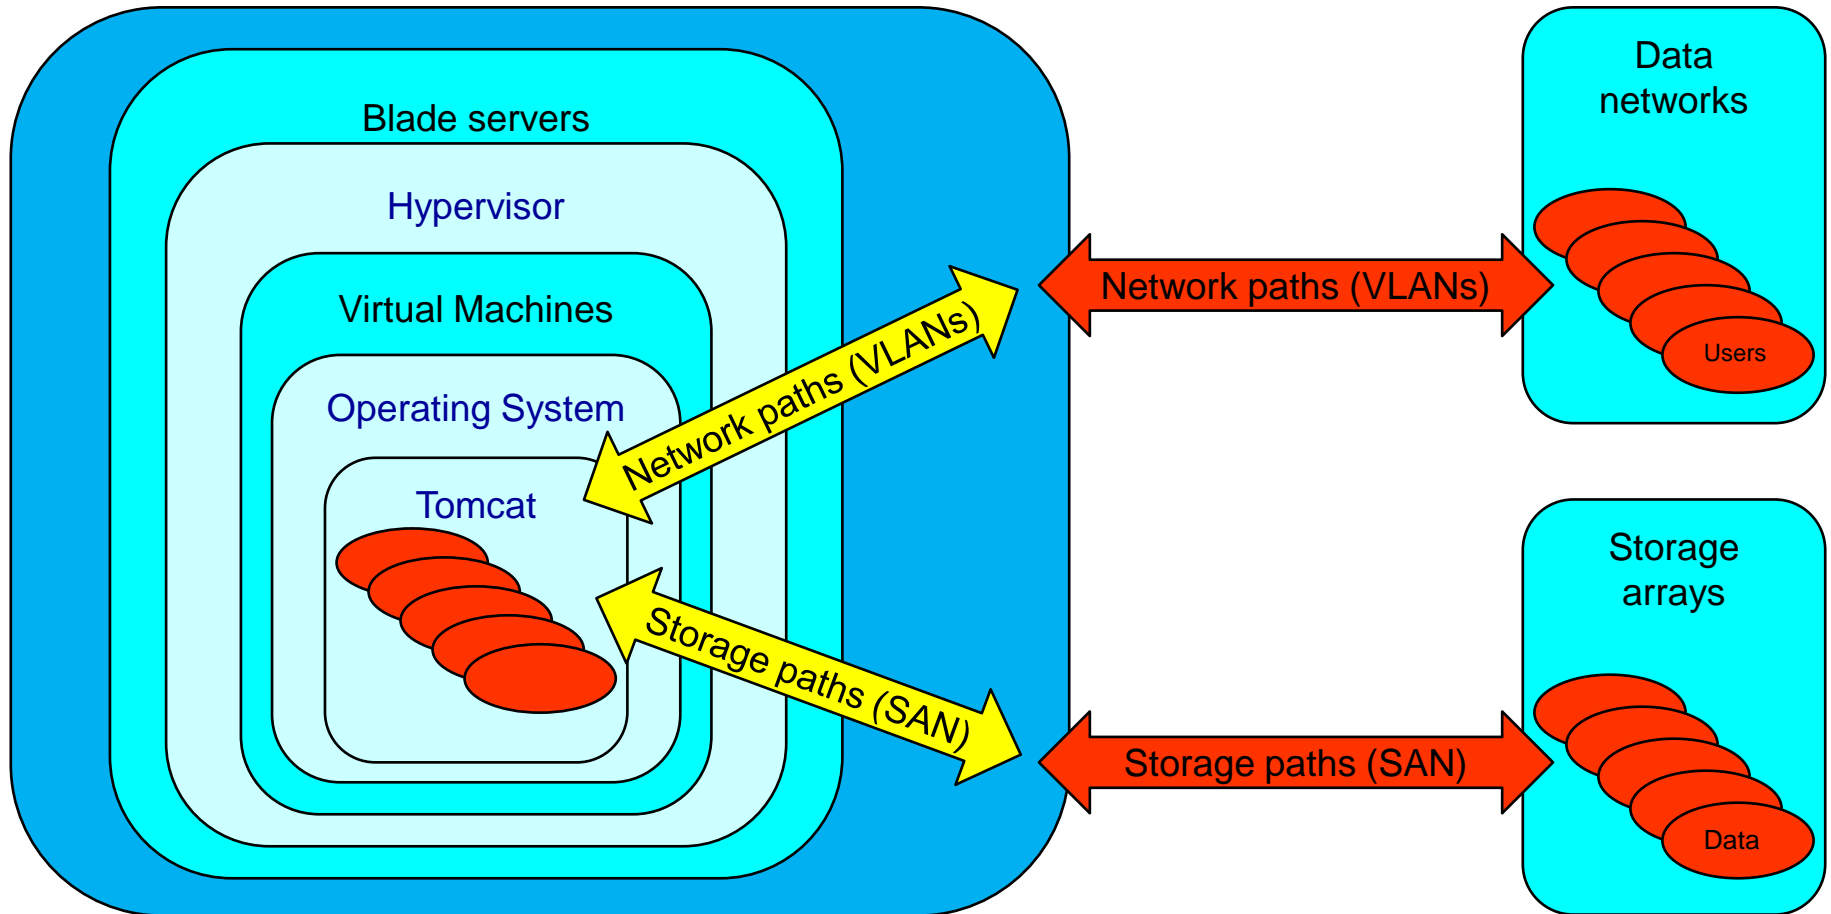 Blade servers
Hypervisor
Virtual Machines
Operating System
Tomcat
Network paths (VLANs)
Storage paths (SAN)
Network paths (VLANs)
Storage paths (SAN)
Data
networks
Users
Storage
arrays
Data